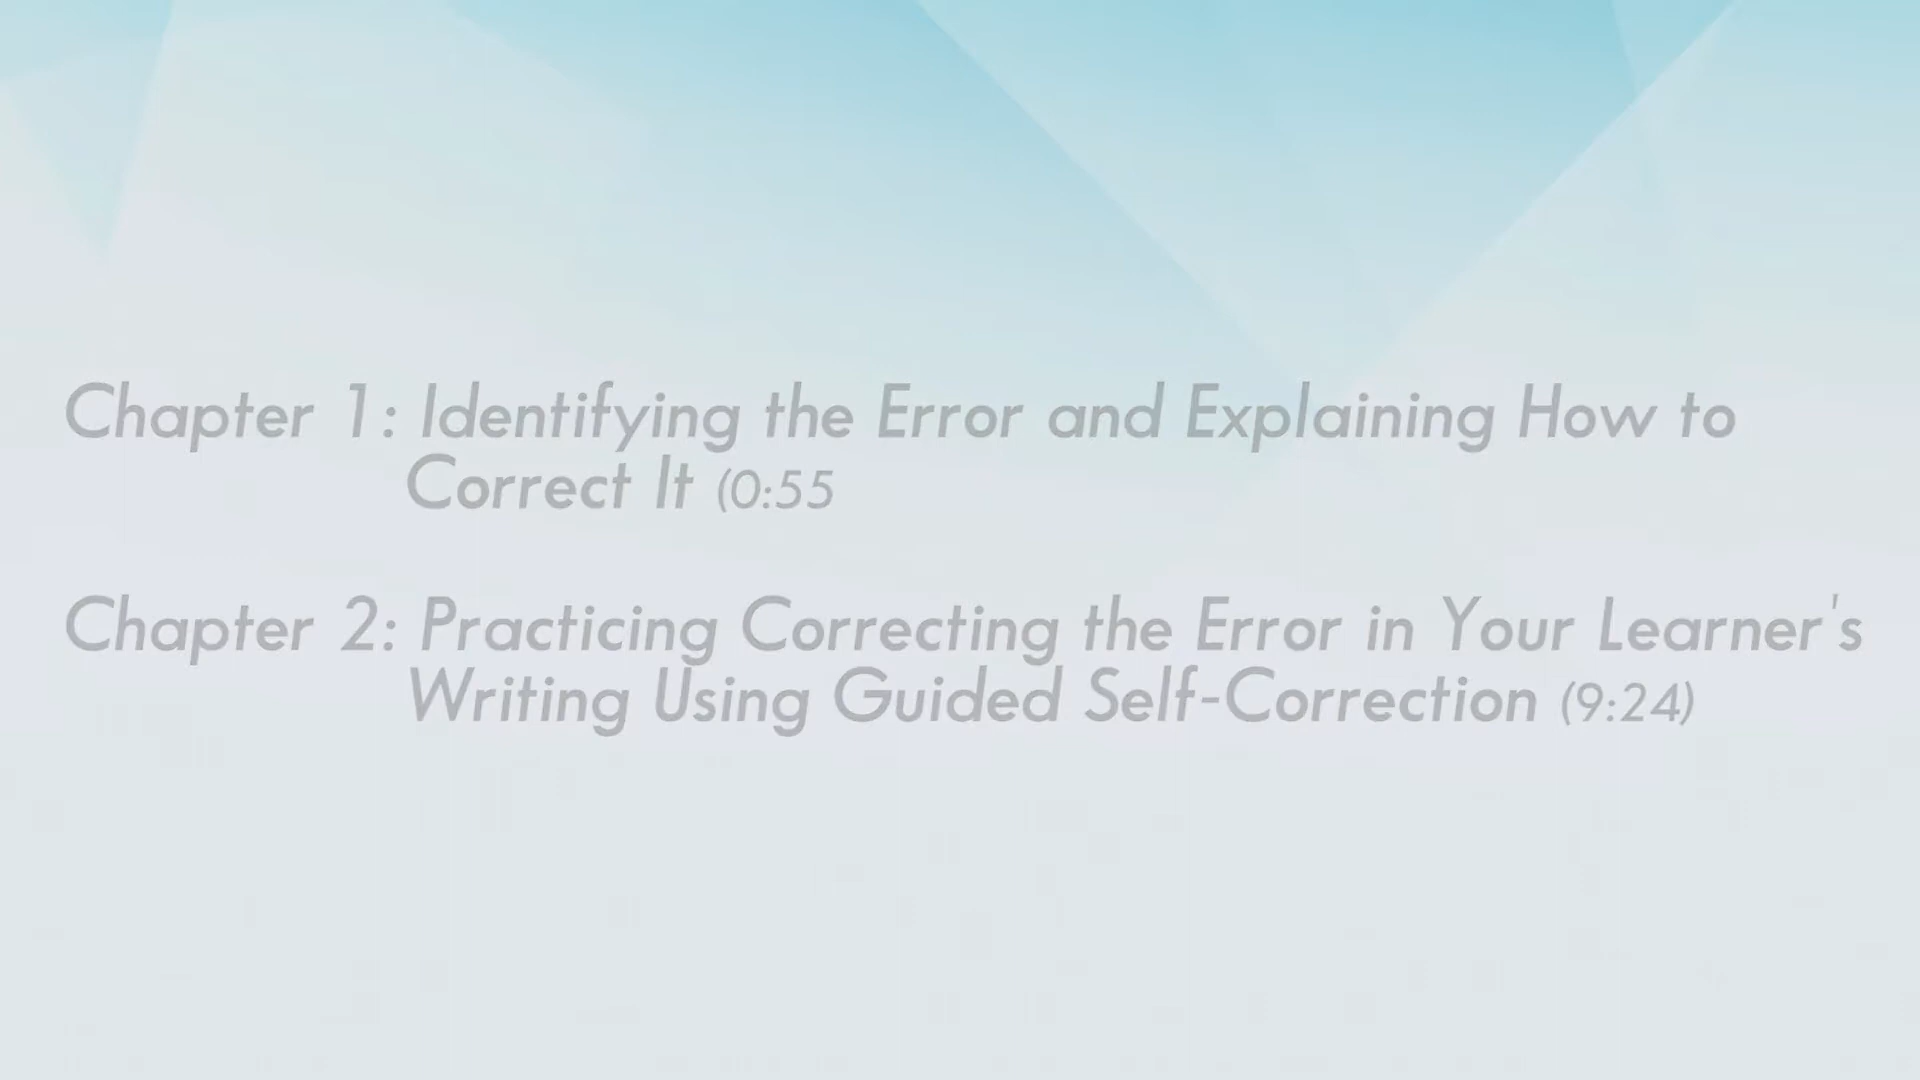 Chapter 1: Identifying the Error and Explaining How to
Correct It (0:55
Chapter 2: Practicing Correcting the Error in Your Learner's
Writing Using Guided Self-Correction (9:24)